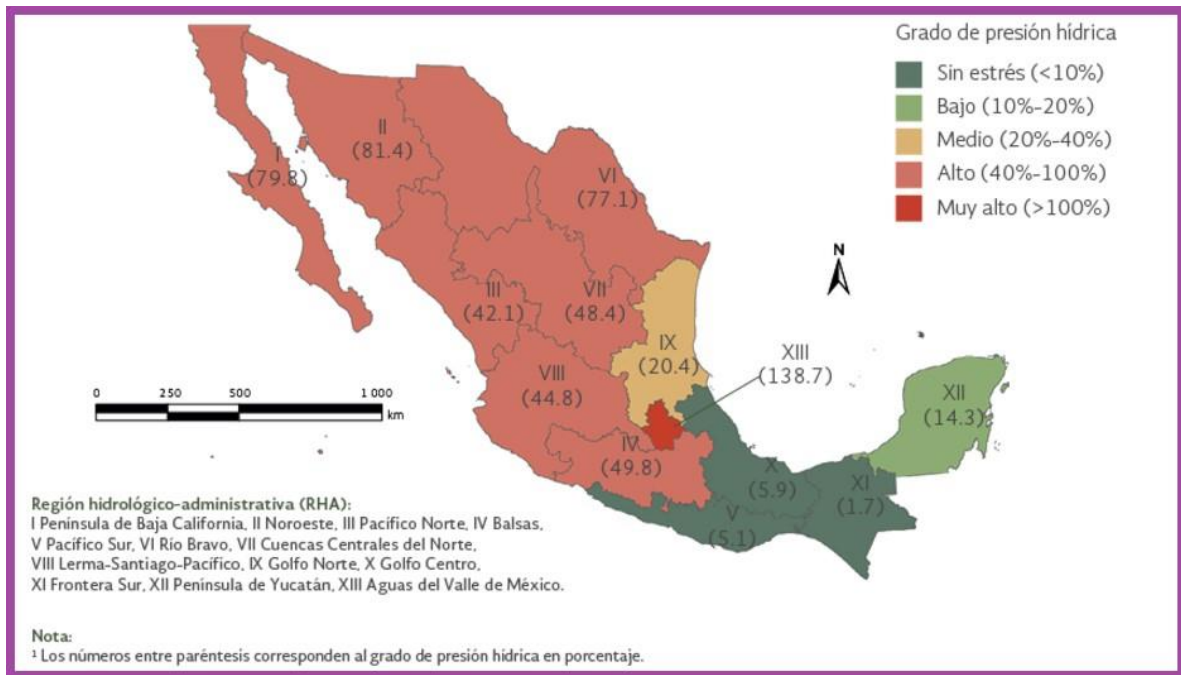 Grado de presión hídrica
Sin estrés (<10%)
Bajo (10%-20%)
Medio (20%-40%)
Alto (40%-100%)
Muy alto (>100%)
II
(81.4)
I
(79.8)
VI
(77.1)
N
III
(42.1)
VII
(48.4)
IX
(20.4)
XIII
(138.7)
VIII
(44.8)
XII
(14.3)
0 250 500 1 000
km
IV
(49.8)
X
(5.9)
XI
(1.7)
V
(5.1)
Región hidrológico-administrativa (RHA):
I Península de Baja California, II Noroeste, III Pacífico Norte, IV Balsas,
V Pacífico Sur, VI Río Bravo, VII Cuencas Centrales del Norte,
VIII Lerma-Santiago-Pacífico, IX Golfo Norte, X Golfo Centro,
XI Frontera Sur, XII Península de Yucatán, XIII Aguas del Valle de México.
Nota:
¹ Los números entre paréntesis corresponden al grado de presión hídrica en porcentaje.